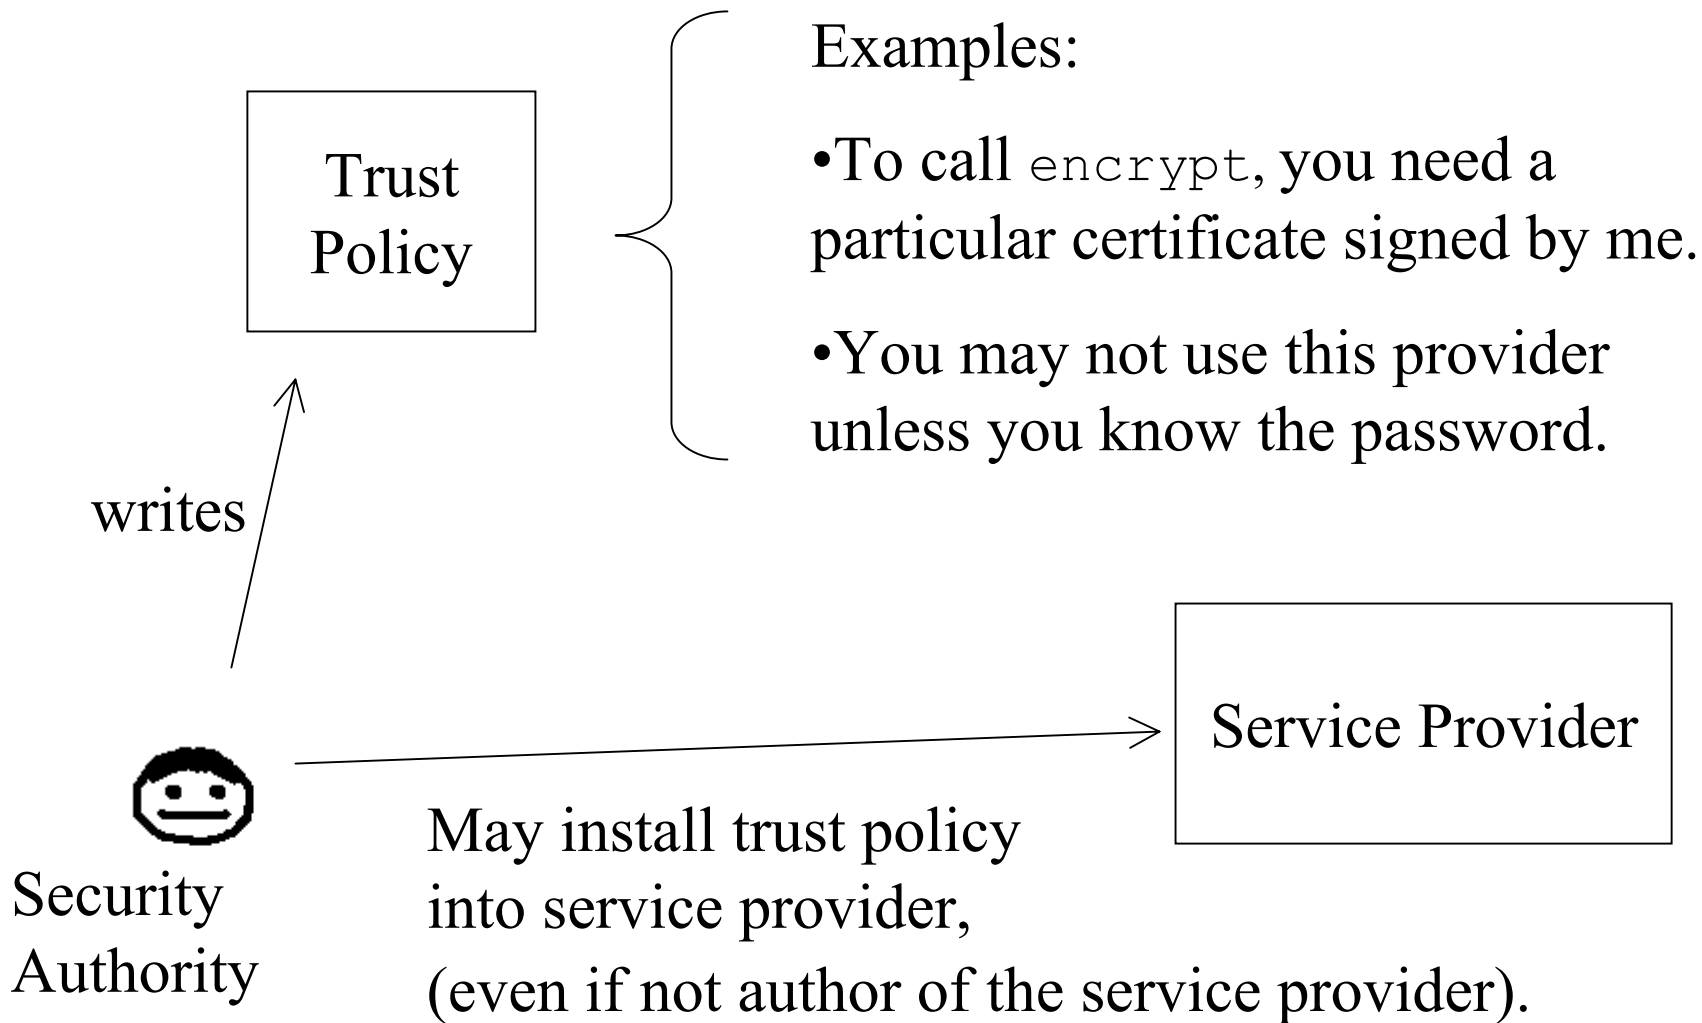 Examples:
Trust
Policy
•To call encrypt, you need a
particular certificate signed by me.
•You may not use this provider
unless you know the password.
writes
Service Provider
Security
Authority
May install trust policy
into service provider,
(even if not author of the service provider).